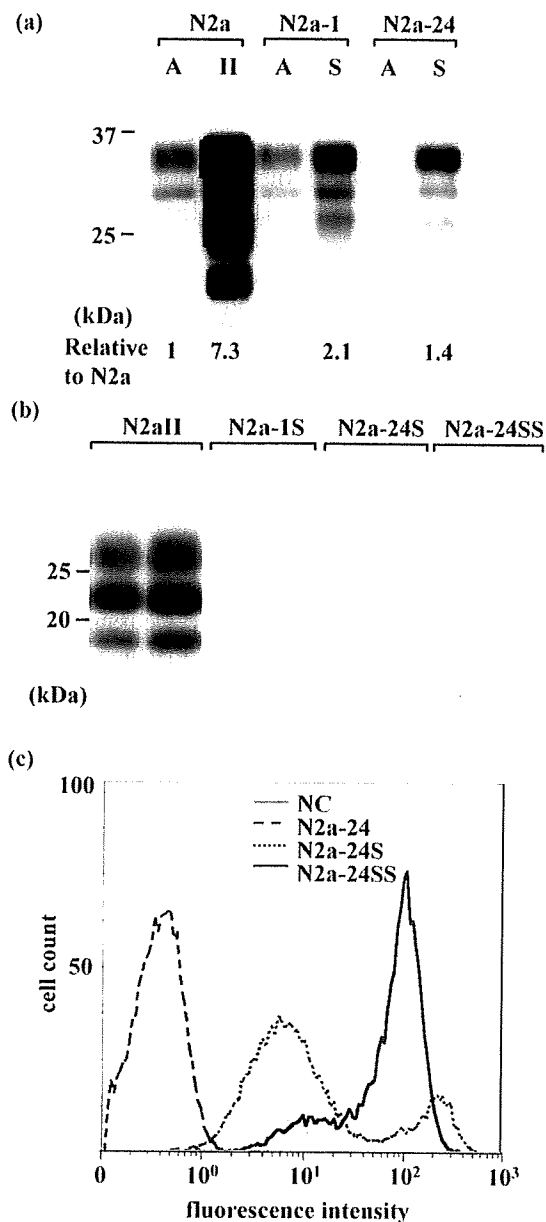 (a)
N2a N2a-1 N2a-24
A II A S A S
37
25
(kDa)
Relative 1 7.3 2.1 1.4
to N2a
(b)
N2aII N2a-1S N2a-24S N2a-24SS
25
20
(kDa)
(c)
100
NC
N2a-24
N2a-24S
N2a-24SS
cell count
50
0 10⁰ 10¹ 10² 10³
fluorescence intensity